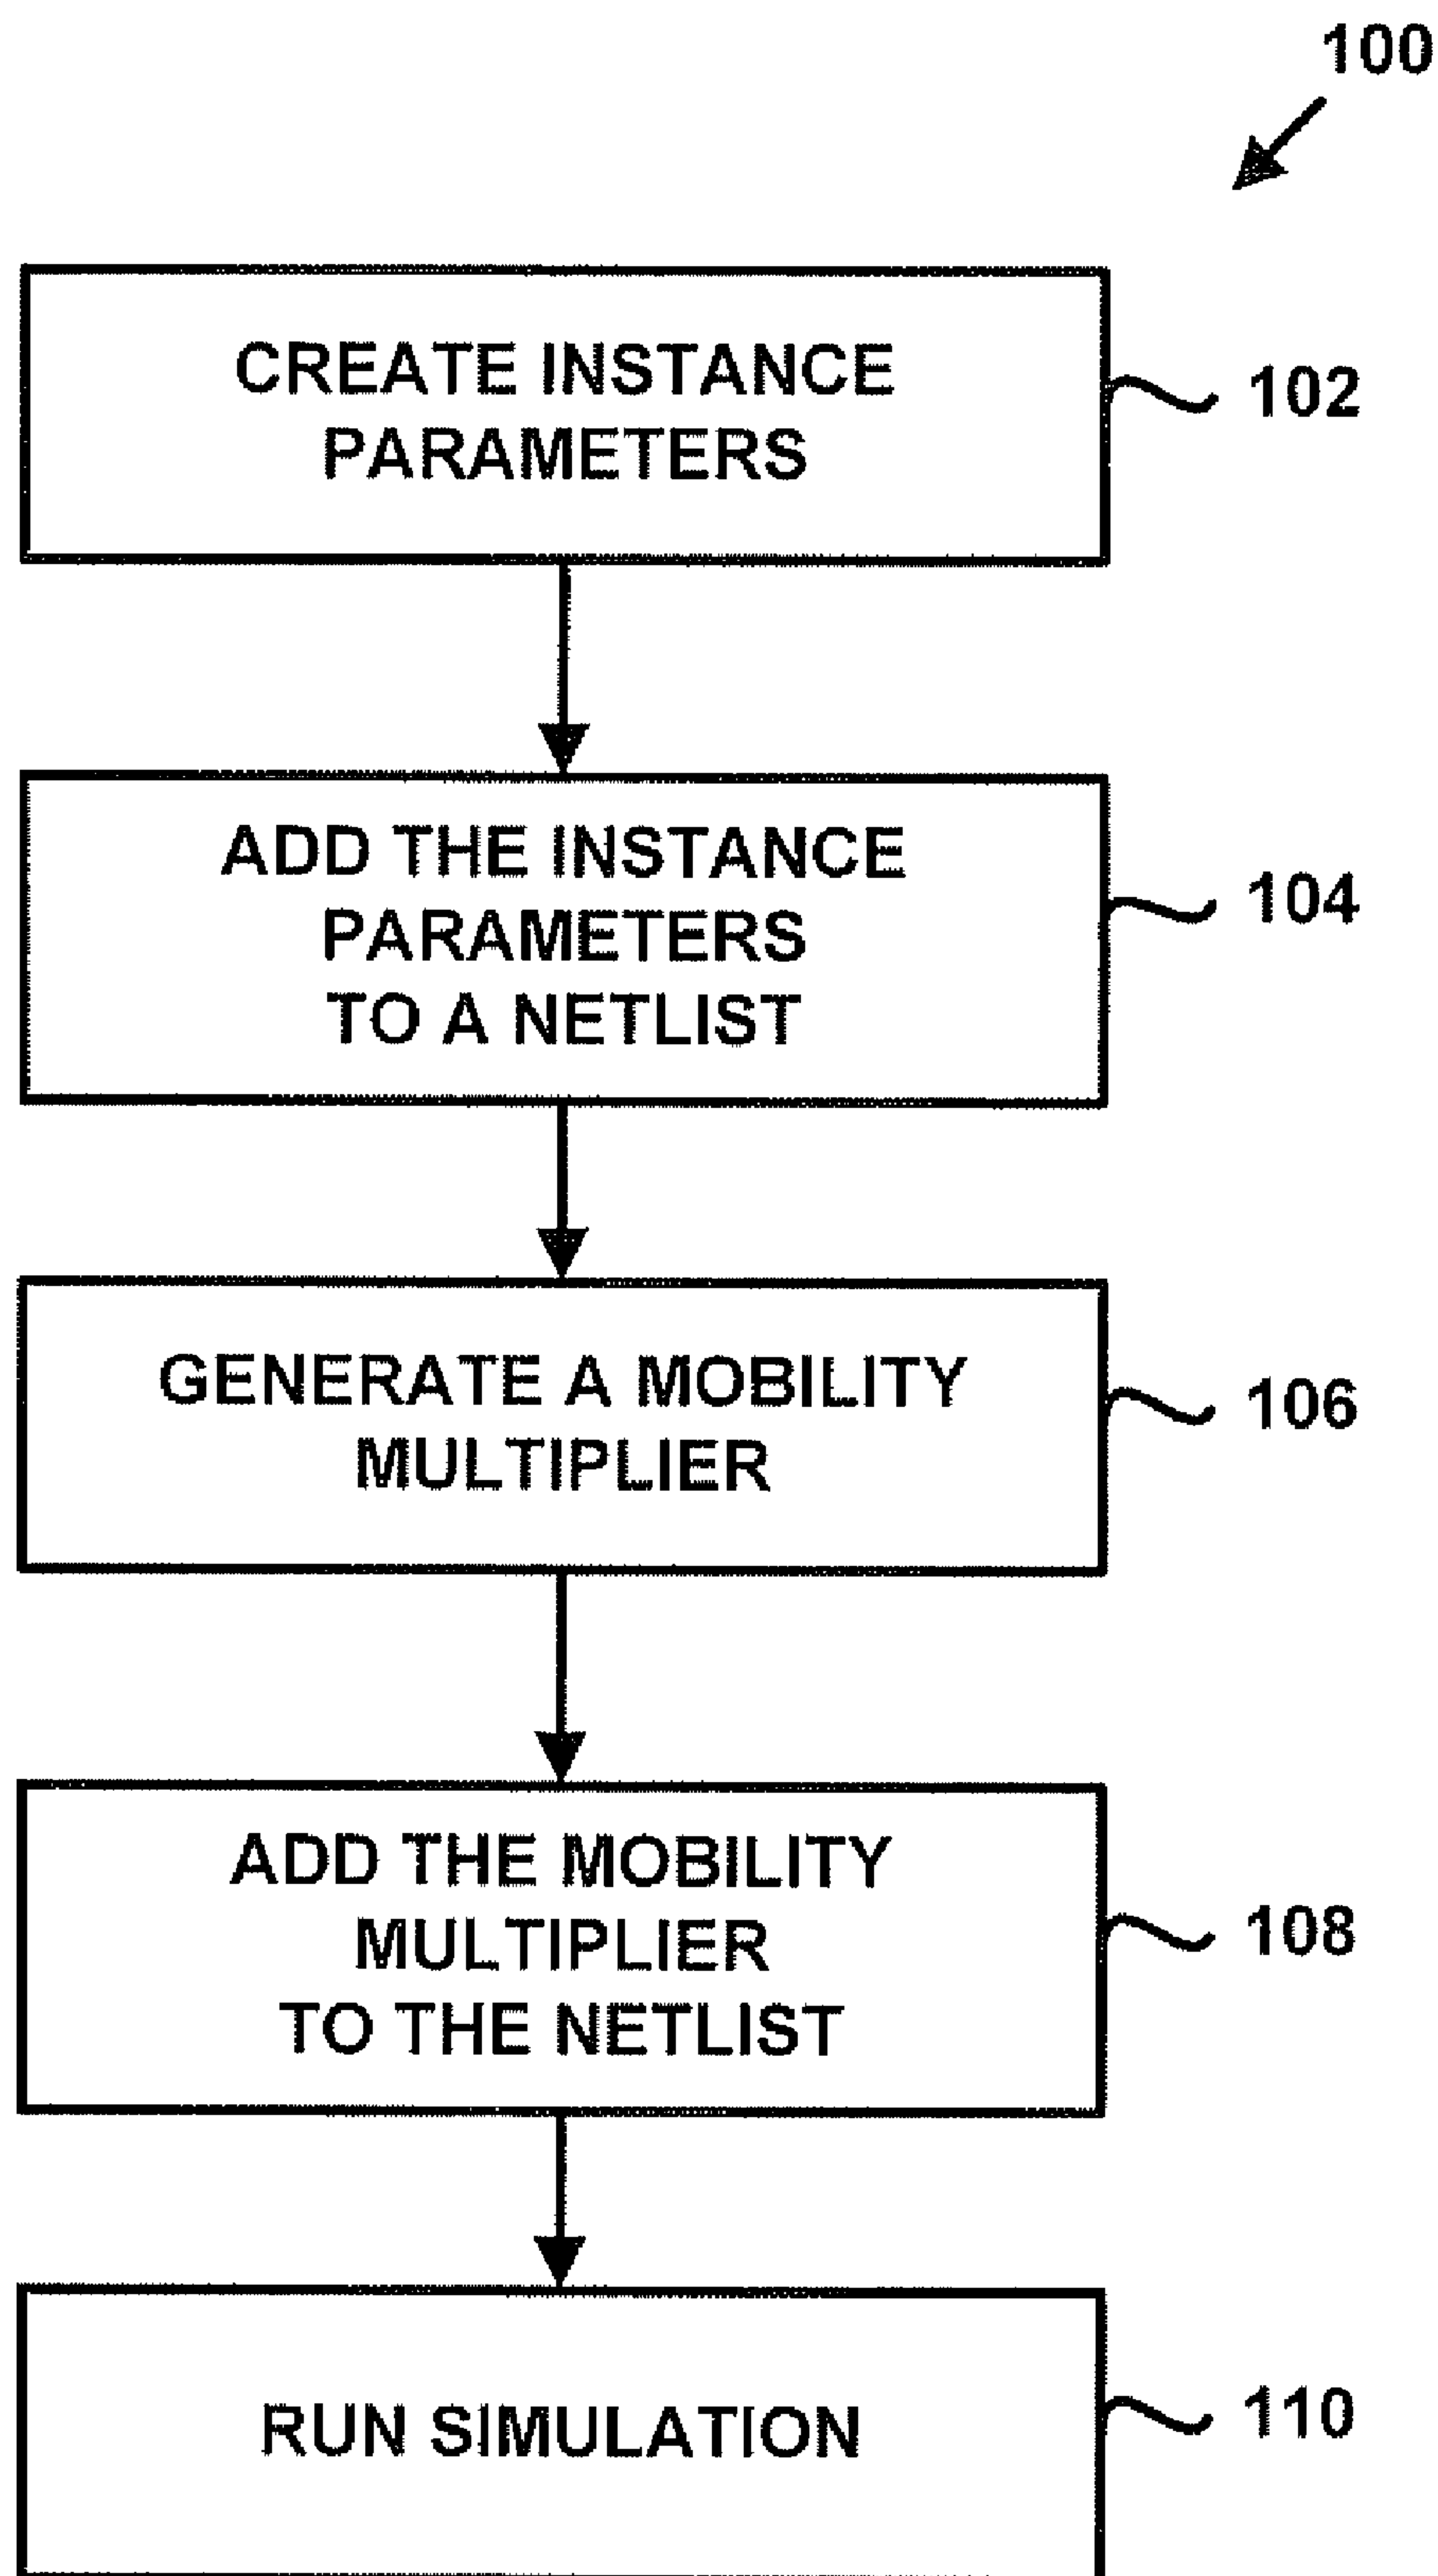 100
CREATE INSTANCE
PARAMETERS
102
ADD THE INSTANCE
PARAMETERS
TO A NETLIST
104
GENERATE A MOBILITY
MULTIPLIER
106
ADD THE MOBILITY
MULTIPLIER
TO THE NETLIST
108
RUN SIMULATION
110